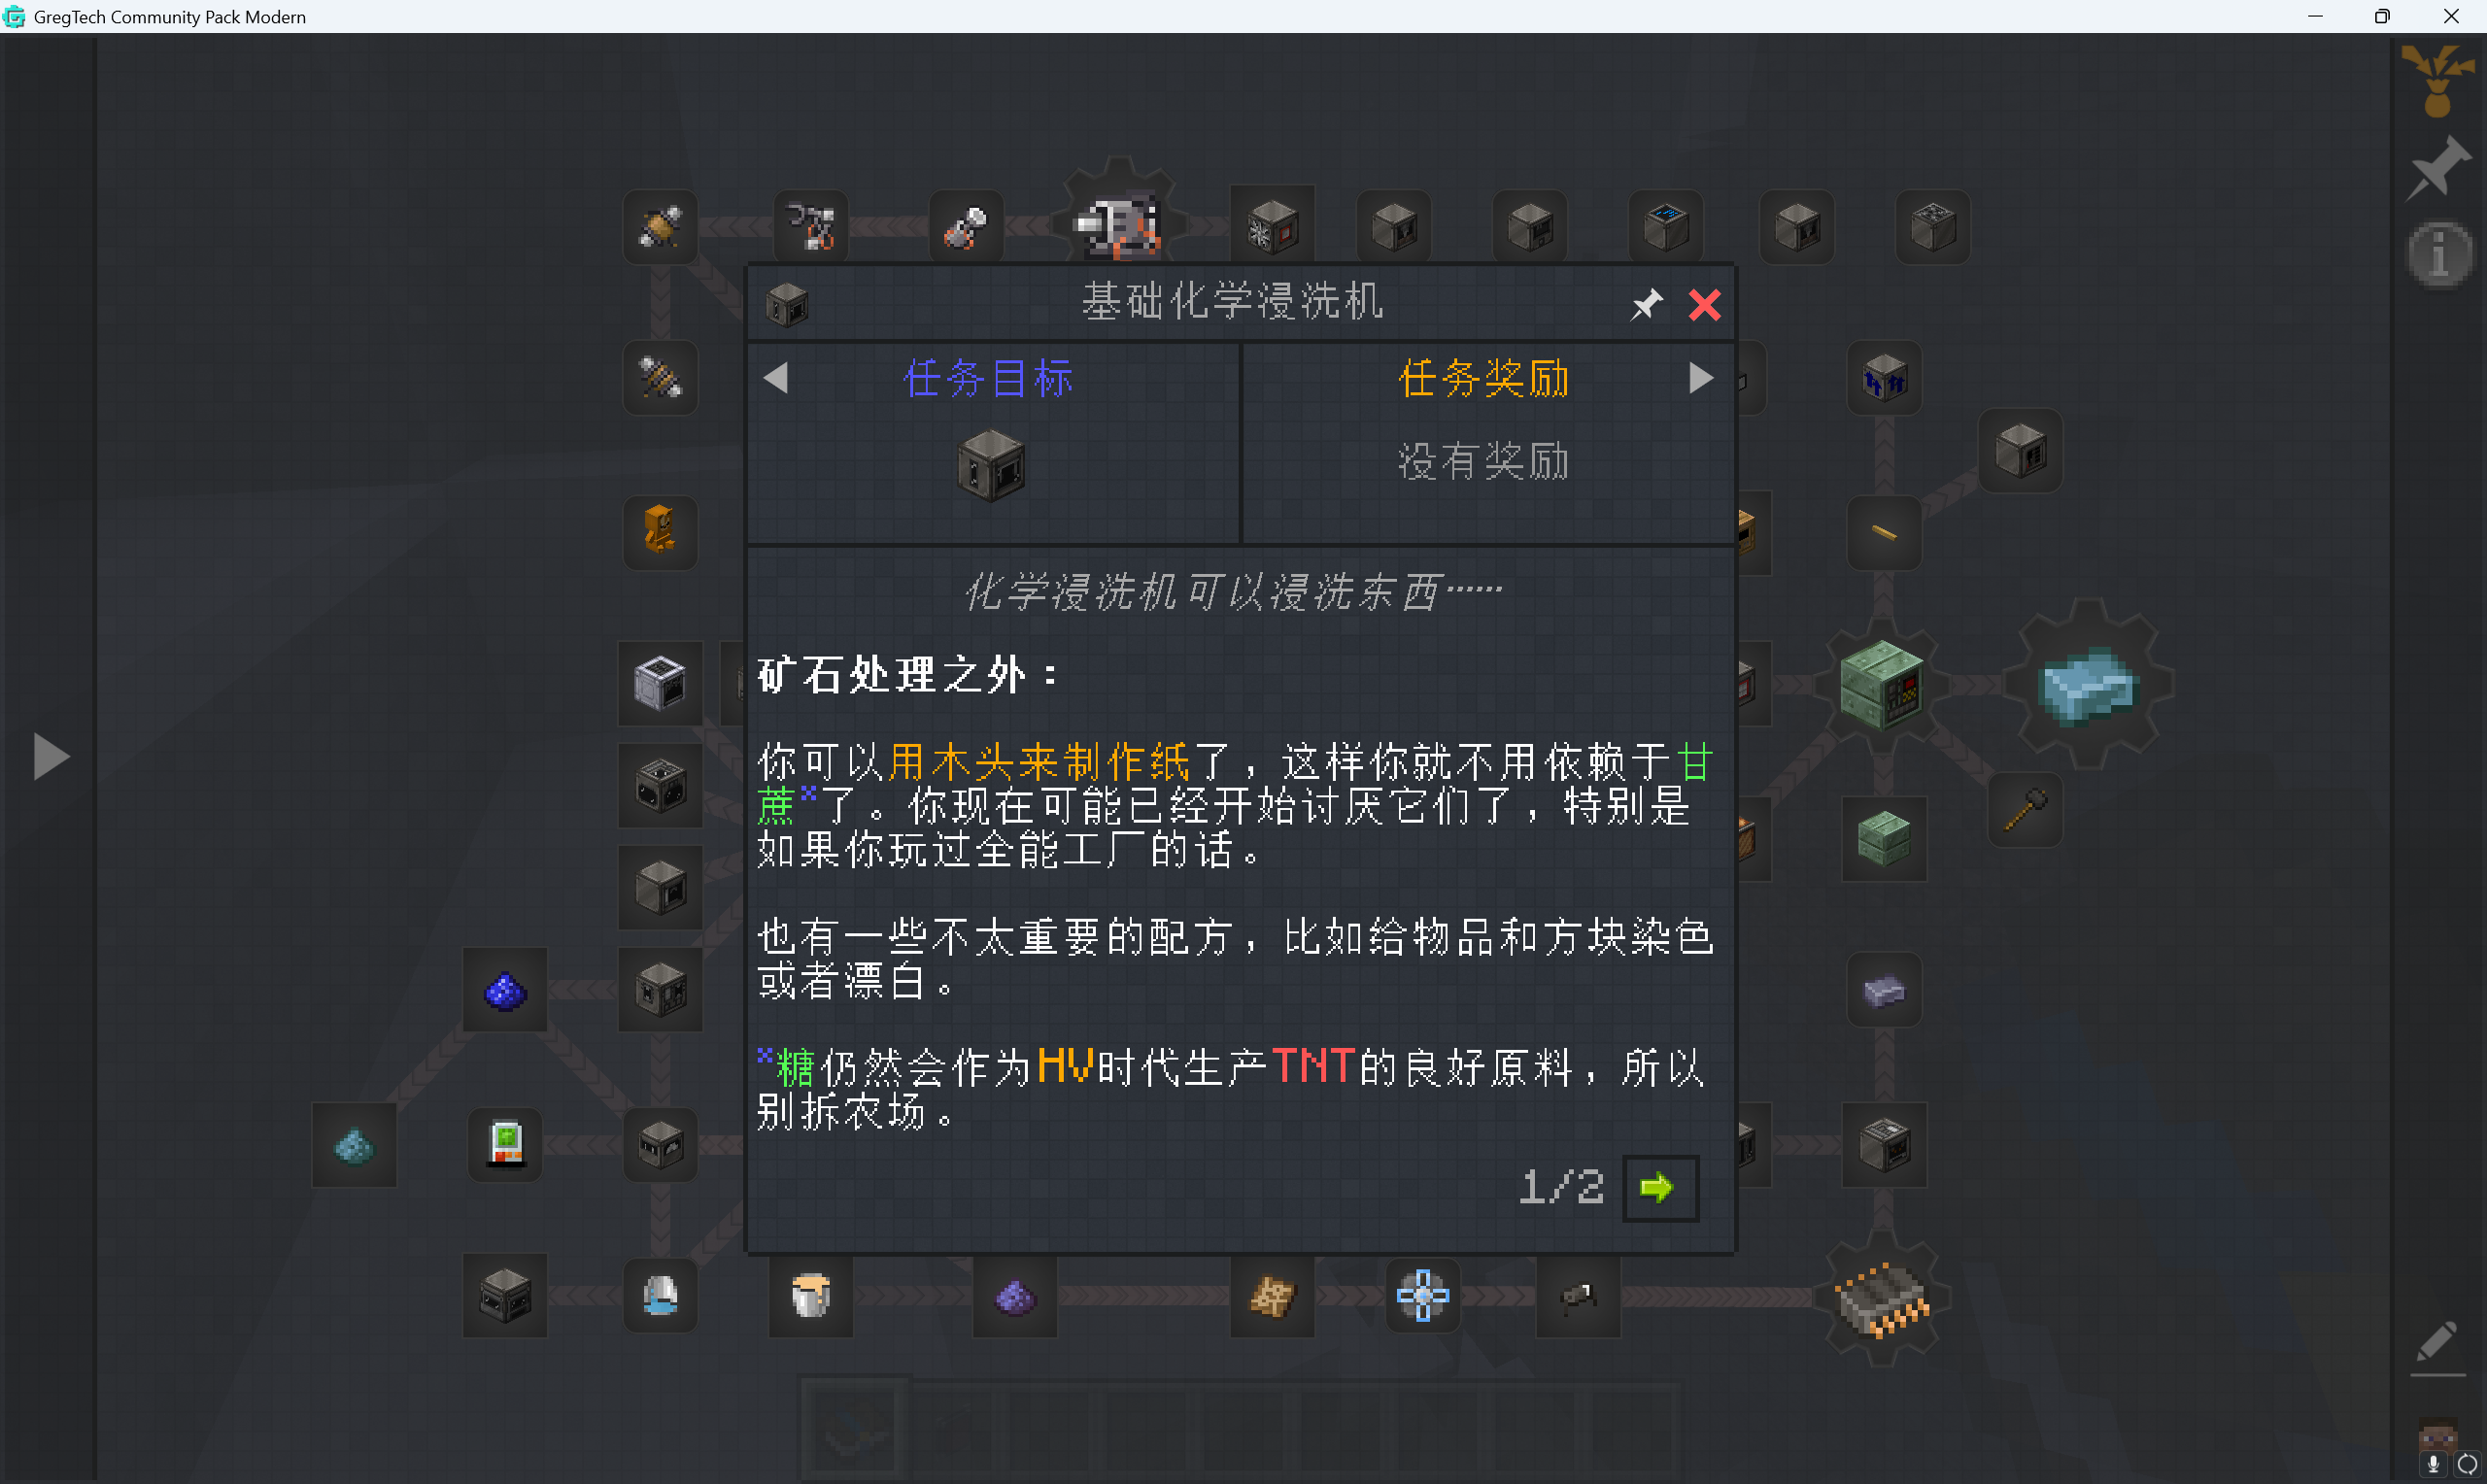 GregTech Community Pack Modern
基础化学浸洗机
任务目标
任务奖励
没有奖励
化学浸洗机可以浸洗东西……
矿石处理之外：
你可以用木头来制作纸了，这样你就不用依赖于甘
蔗*了。你现在可能已经开始讨厌它们了，特别是
如果你玩过全能工厂的话。
也有一些不太重要的配方，比如给物品和方块染色
或者漂白。
*糖仍然会作为HV时代生产TNT的良好原料，所以
别拆农场。
1/2